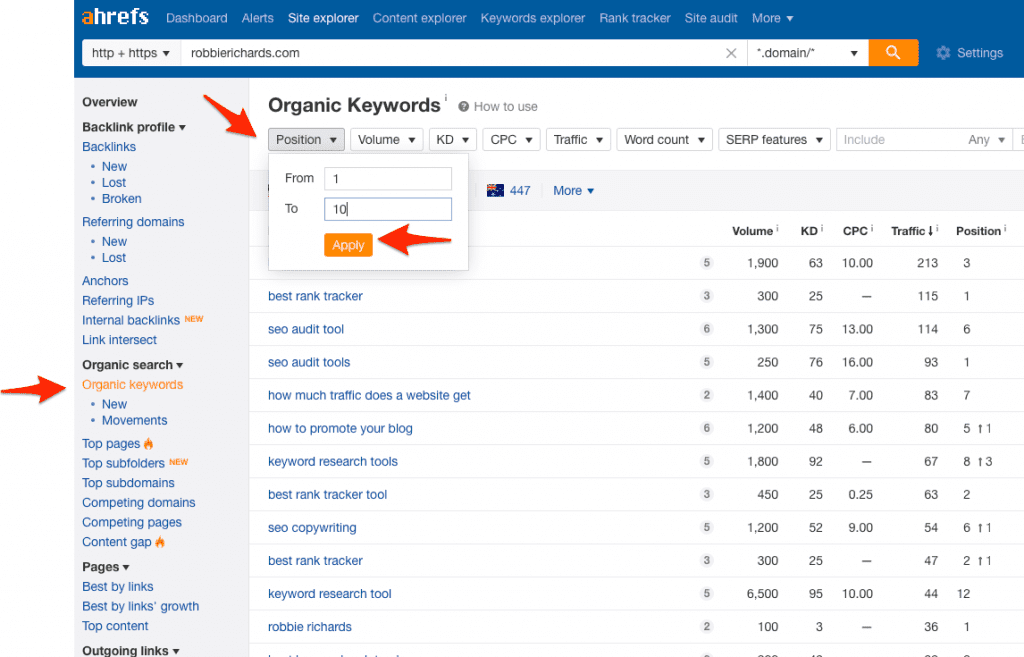 ahrefs Dashboard Alerts Site explorer Content explorer Keywords explorer Rank tracker Site audit More
http + https robbierichards.com *.domain/* Settings
Overview
Backlink profile
Backlinks
New
Lost
Broken
Referring domains
New
Lost
Anchors
Referring IPs
Internal backlinks NEW
Link intersect
Organic search
Organic keywords
New
Movements
Top pages
Top subfolders NEW
Top subdomains
Competing domains
Competing pages
Content gap
Pages
Best by links
Best by links' growth
Top content
Outgoing links
Organic Keywords i ? How to use
Position Volume KD CPC Traffic Word count SERP features Include Any
From 1
To 10
Apply
447 More
Volume i KD i CPC i Traffic ↓ i Position i
5 1,900 63 10.00 213 3
best rank tracker 3 300 25 — 115 1
seo audit tool 6 1,300 75 13.00 114 6
seo audit tools 5 250 76 16.00 93 1
how much traffic does a website get 2 1,400 40 7.00 83 7
how to promote your blog 6 1,200 48 6.00 80 5 ↑1
keyword research tools 5 1,800 92 — 67 8 ↑3
best rank tracker tool 3 450 25 0.25 63 2
seo copywriting 5 1,200 52 9.00 54 6 ↑1
best rank tracker 3 300 25 — 47 2 ↑1
keyword research tool 5 6,500 95 10.00 44 12
robbie richards 2 100 3 — 36 1